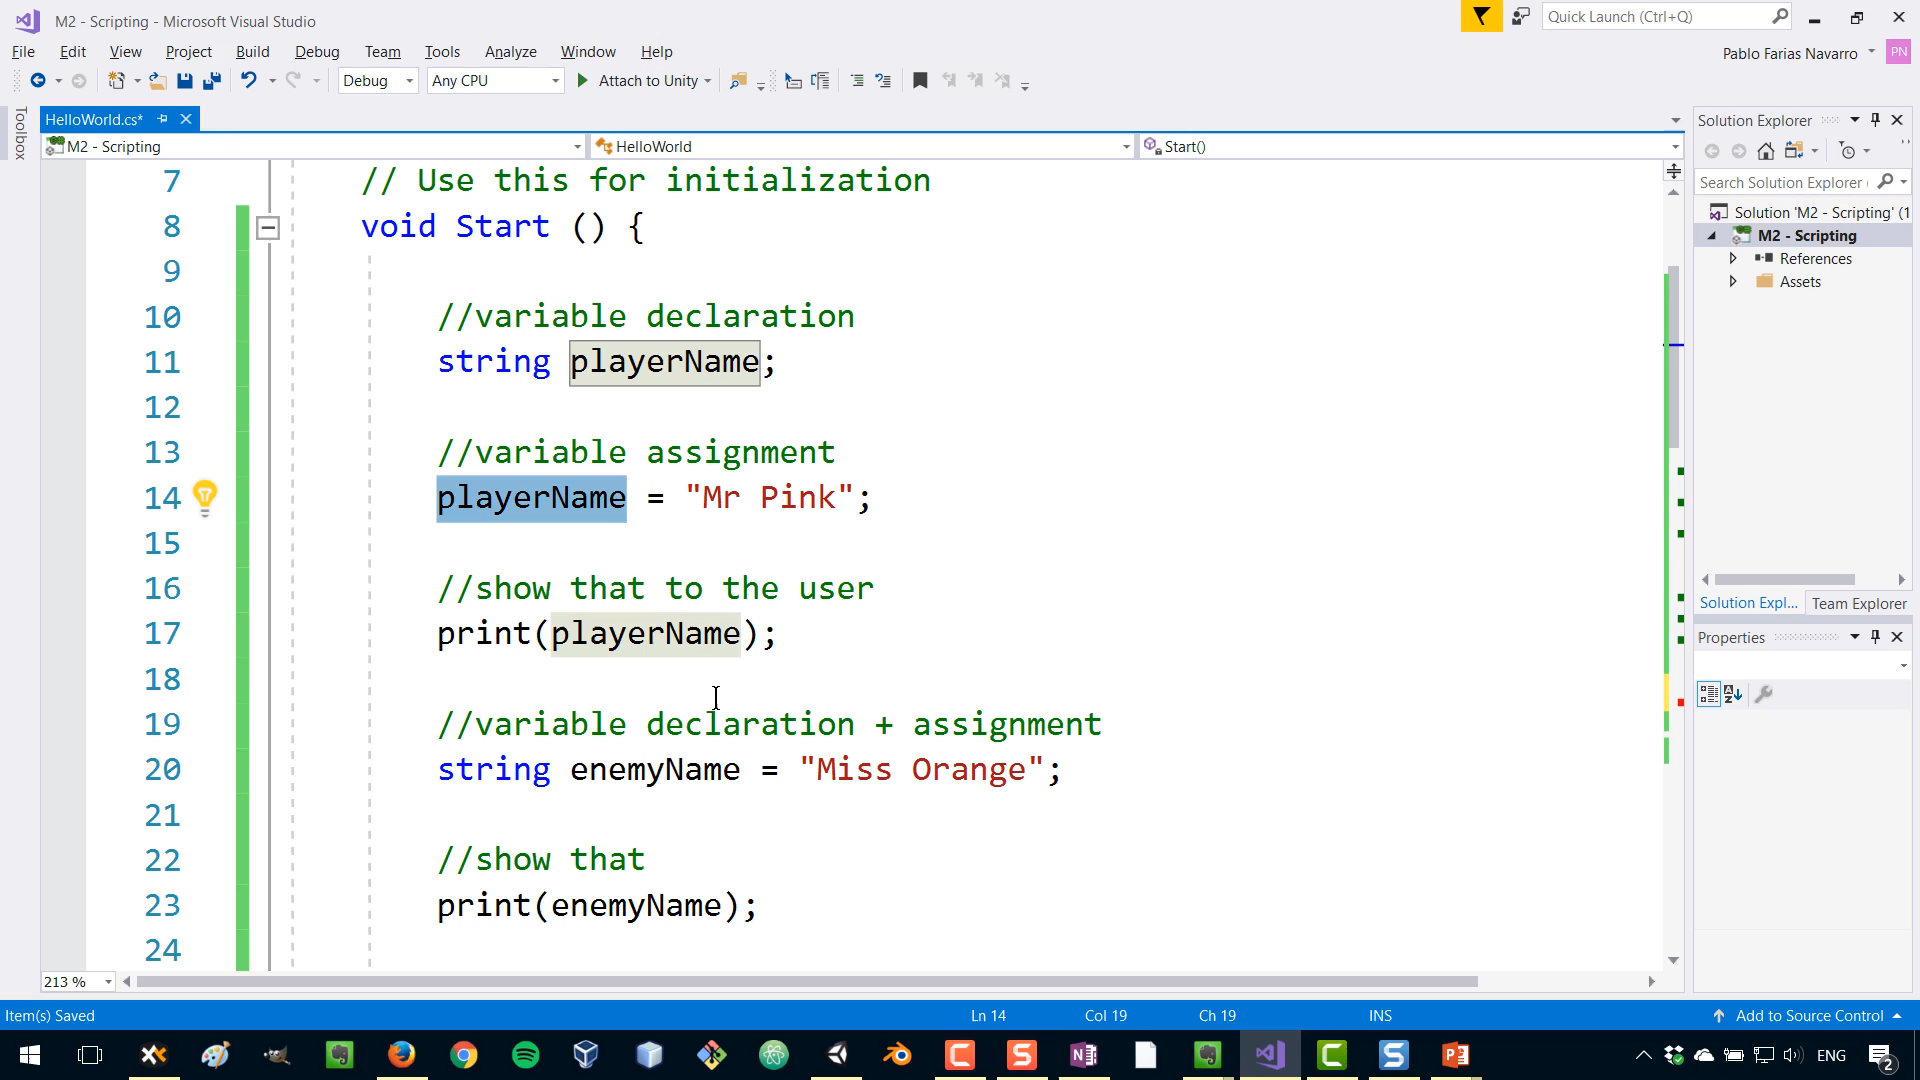 M2 - Scripting - Microsoft Visual Studio
Quick Launch (Ctrl+Q)
File Edit View Project Build Debug Team Tools Analyze Window Help
Pablo Farias Navarro PN
Debug Any CPU Attach to Unity
Toolbox
HelloWorld.cs*
M2 - Scripting HelloWorld Start()
7 // Use this for initialization
8 void Start () {
9
10 //variable declaration
11 string playerName;
12
13 //variable assignment
14 playerName = "Mr Pink";
15
16 //show that to the user
17 print(playerName);
18
19 //variable declaration + assignment
20 string enemyName = "Miss Orange";
21
22 //show that
23 print(enemyName);
24
213 %
Solution Explorer
Search Solution Explorer (
Solution 'M2 - Scripting' (1
M2 - Scripting
References
Assets
Solution Expl... Team Explorer
Properties
Item(s) Saved Ln 14 Col 19 Ch 19 INS Add to Source Control
ENG 2